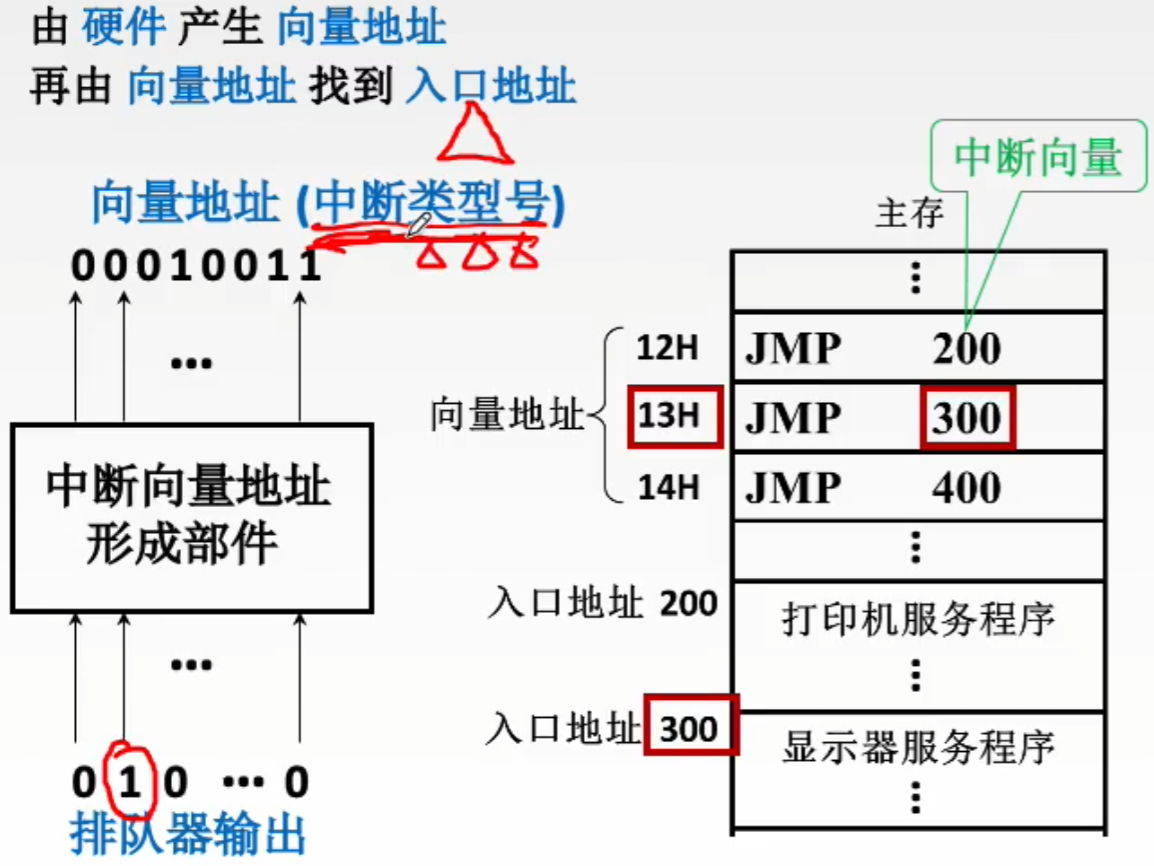 由 硬件 产生 向量地址
再由 向量地址 找到 入口地址
向量地址 (中断类型号)
00010011
…
中断向量地址
形成部件
…
0 1 0 … 0
排队器输出
中断向量
主存
⋮
向量地址
12H JMP 200
13H JMP 300
14H JMP 400
⋮
入口地址 200 打印机服务程序
⋮
入口地址 300 显示器服务程序
⋮